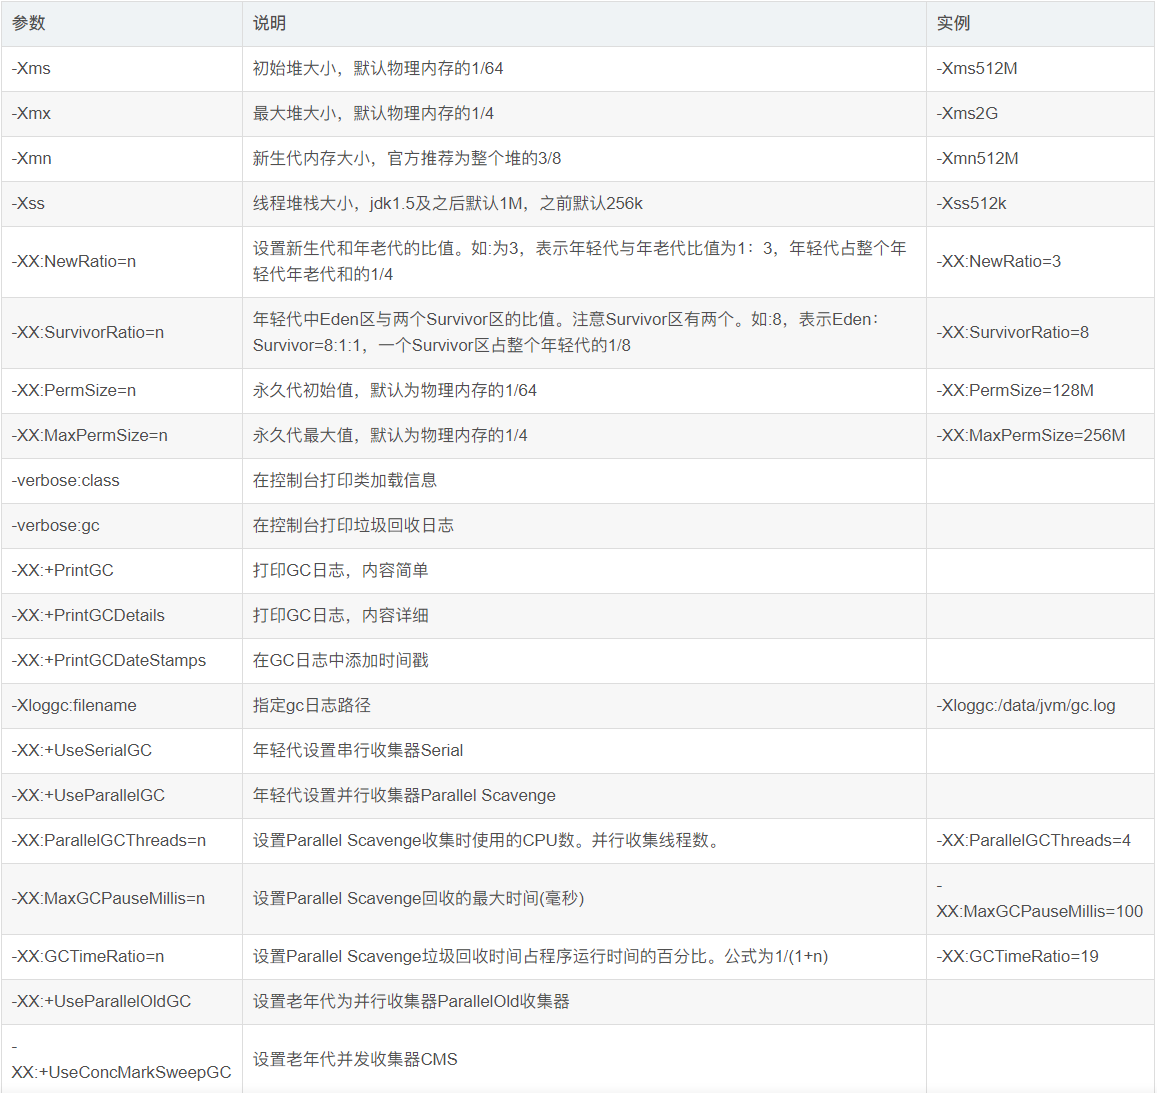 参数 说明 实例
-Xms 初始堆大小，默认物理内存的1/64 -Xms512M
-Xmx 最大堆大小，默认物理内存的1/4 -Xms2G
-Xmn 新生代内存大小，官方推荐为整个堆的3/8 -Xmn512M
-Xss 线程堆栈大小，jdk1.5及之后默认1M，之前默认256k -Xss512k
-XX:NewRatio=n 设置新生代和年老代的比值。如:为3，表示年轻代与年老代比值为1：3，年轻代占整个年 -XX:NewRatio=3
轻代年老代和的1/4
-XX:SurvivorRatio=n 年轻代中Eden区与两个Survivor区的比值。注意Survivor区有两个。如:8，表示Eden： -XX:SurvivorRatio=8
Survivor=8:1:1，一个Survivor区占整个年轻代的1/8
-XX:PermSize=n 永久代初始值，默认为物理内存的1/64 -XX:PermSize=128M
-XX:MaxPermSize=n 永久代最大值，默认为物理内存的1/4 -XX:MaxPermSize=256M
-verbose:class 在控制台打印类加载信息
-verbose:gc 在控制台打印垃圾回收日志
-XX:+PrintGC 打印GC日志，内容简单
-XX:+PrintGCDetails 打印GC日志，内容详细
-XX:+PrintGCDateStamps 在GC日志中添加时间戳
-Xloggc:filename 指定gc日志路径 -Xloggc:/data/jvm/gc.log
-XX:+UseSerialGC 年轻代设置串行收集器Serial
-XX:+UseParallelGC 年轻代设置并行收集器Parallel Scavenge
-XX:ParallelGCThreads=n 设置Parallel Scavenge收集时使用的CPU数。并行收集线程数。 -XX:ParallelGCThreads=4
-XX:MaxGCPauseMillis=n 设置Parallel Scavenge回收的最大时间(毫秒) -
XX:MaxGCPauseMillis=100
-XX:GCTimeRatio=n 设置Parallel Scavenge垃圾回收时间占程序运行时间的百分比。公式为1/(1+n) -XX:GCTimeRatio=19
-XX:+UseParallelOldGC 设置老年代为并行收集器ParallelOld收集器
-
XX:+UseConcMarkSweepGC 设置老年代并发收集器CMS